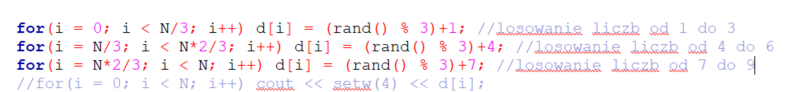 for(i = 0; i < N/3; i++) d[i] = (rand() % 3)+1; //losowanie liczb od 1 do 3
for(i = N/3; i < N*2/3; i++) d[i] = (rand() % 3)+4; //losowanie liczb od 4 do 6
for(i = N*2/3; i < N; i++) d[i] = (rand() % 3)+7; //losowanie liczb od 7 do 9
//for(i = 0; i < N; i++) cout << setw(4) << d[i];